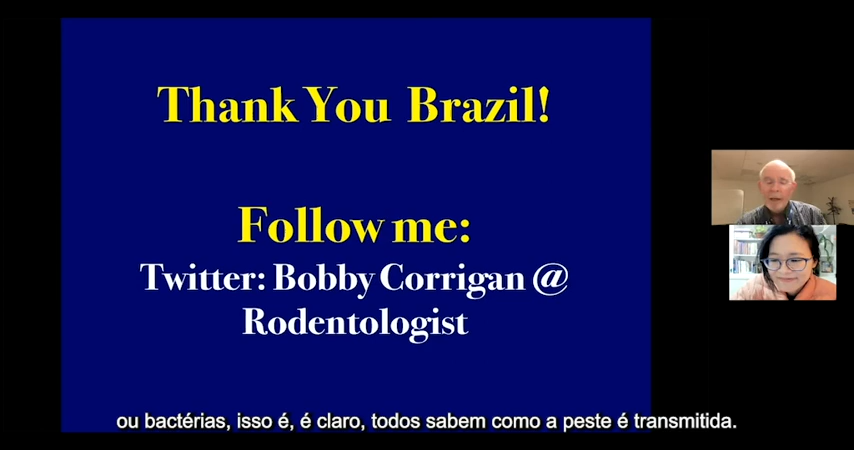 Thank You Brazil!
Follow me:
Twitter: Bobby Corrigan @
Rodentologist
ou bactérias, isso é, é claro, todos sabem como a peste é transmitida.